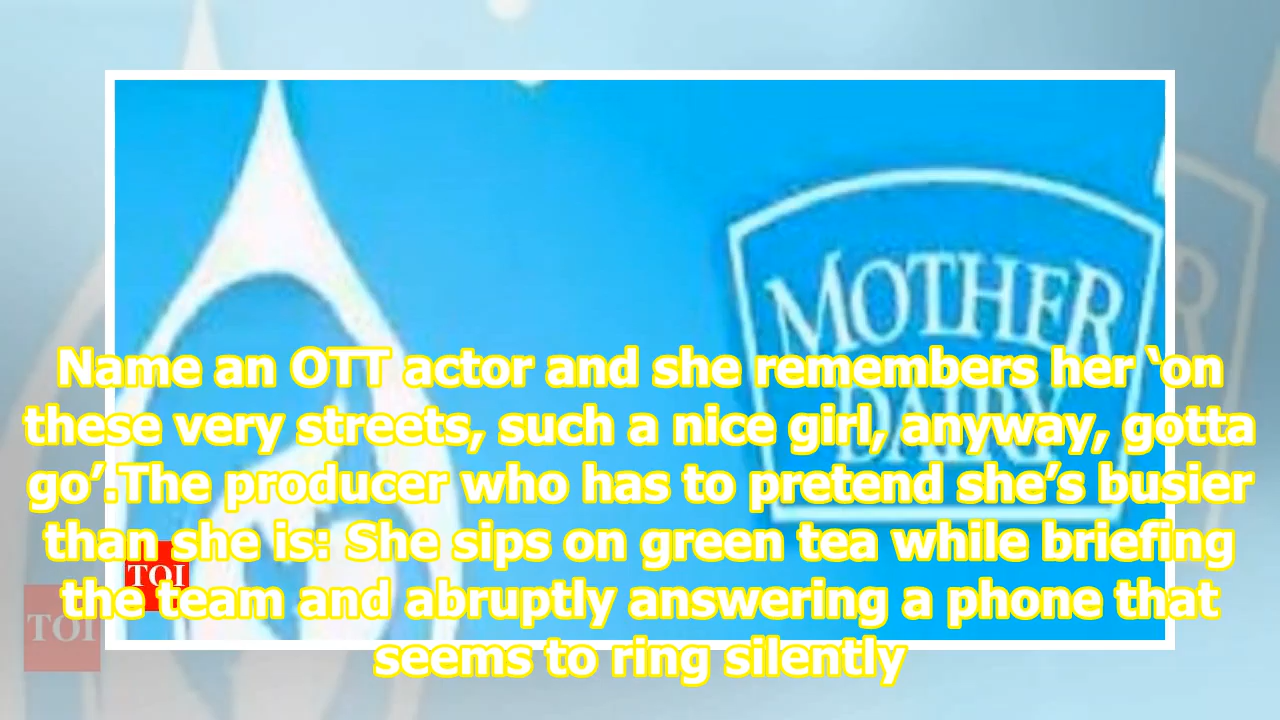 MOTHER
DAIRY
Name an OTT actor and she remembers her ‘on
these very streets, such a nice girl, anyway, gotta
go’.The producer who has to pretend she’s busier
than she is: She sips on green tea while briefing
the team and abruptly answering a phone that
seems to ring silently
TOI
TOI
R